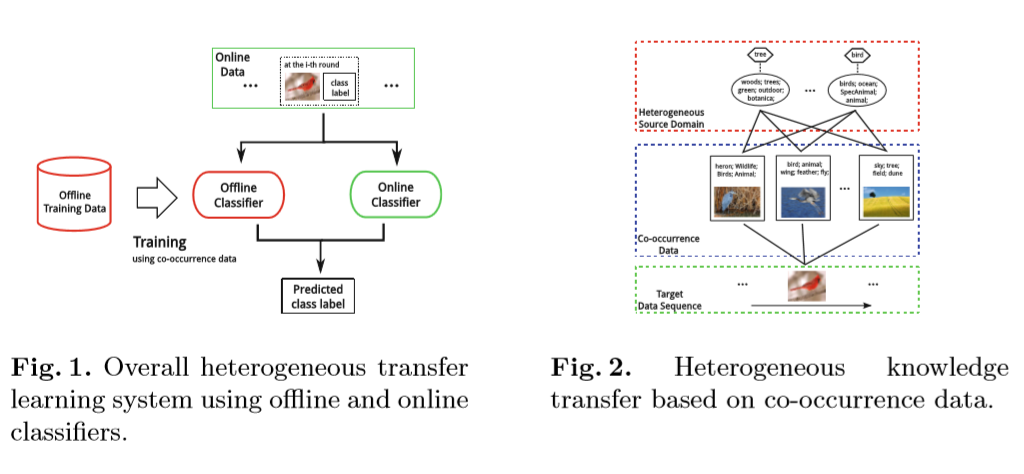 Online
Data
...
at the i-th round
class
label
...
Offline
Training Data
Offline
Classifier
Online
Classifier
Training
using co-occurrence data
Predicted
class label
Fig. 1. Overall heterogeneous transfer
learning system using offline and online
classifiers.
tree
bird
woods; trees;
green; outdoor;
botanica;
...
birds; ocean;
SpecAnimal;
animal;
Heterogeneous
Source Domain
heron; Wildlife;
Birds; Animal;
bird; animal;
wing; feather; fly;
sky; tree;
field; dune
...
Co-occurrence
Data
...
...
Target
Data Sequence
Fig. 2. Heterogeneous knowledge
transfer based on co-occurrence data.